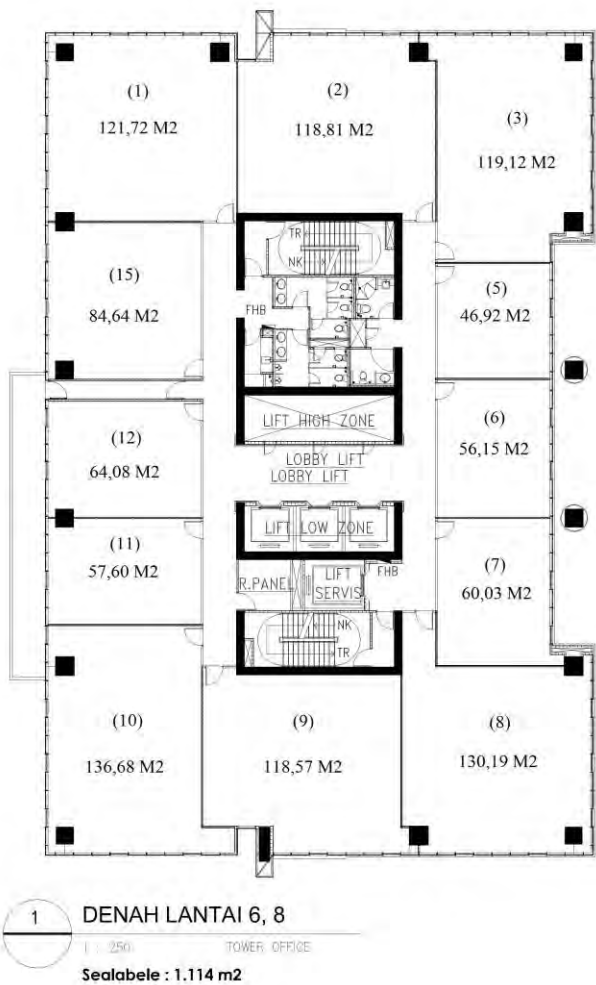 (1)
121,72 M2
(2)
118,81 M2
(3)
119,12 M2
TR
NK
(15)
84,64 M2
FHB
(5)
46,92 M2
LIFT HIGH ZONE
(12)
64,08 M2
LOBBY LIFT
LOBBY LIFT
(6)
56,15 M2
LIFT LOW ZONE
(11)
57,60 M2
R.PANEL
LIFT
SERVIS
FHB
(7)
60,03 M2
NK
TR
(10)
136,68 M2
(9)
118,57 M2
(8)
130,19 M2
1
DENAH LANTAI 6, 8
1 : 250 TOWER OFFICE
Sealabele : 1.114 m2